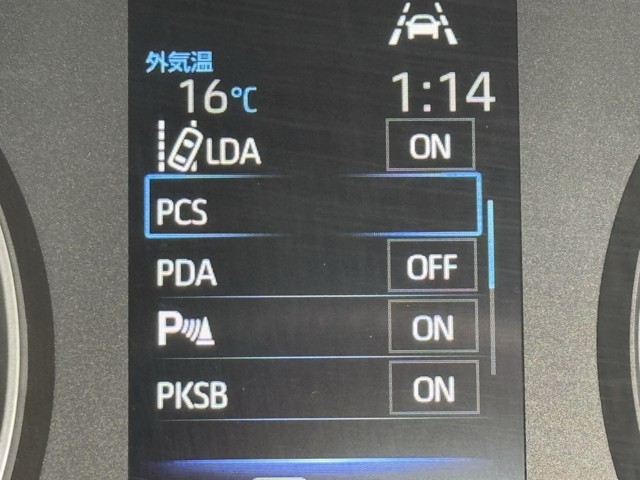 外気温
16℃ 1:14
LDA ON
PCS
PDA OFF
P ON
PKSB ON